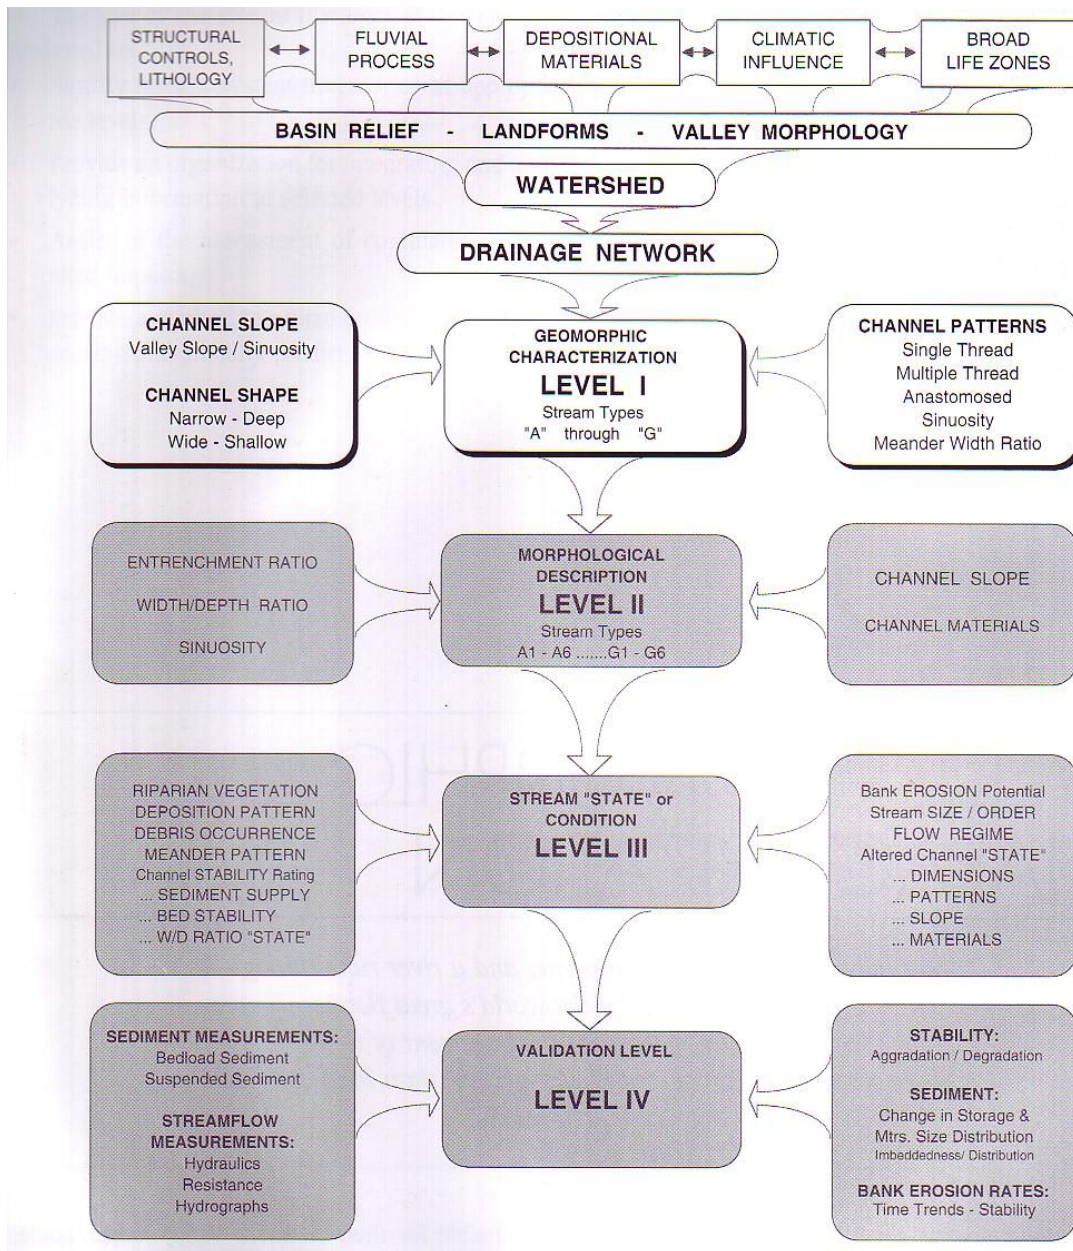 STRUCTURAL
CONTROLS,
LITHOLOGY
FLUVIAL
PROCESS
DEPOSITIONAL
MATERIALS
CLIMATIC
INFLUENCE
BROAD
LIFE ZONES
BASIN RELIEF - LANDFORMS - VALLEY MORPHOLOGY
WATERSHED
DRAINAGE NETWORK
CHANNEL SLOPE
Valley Slope / Sinuosity
CHANNEL SHAPE
Narrow - Deep
Wide - Shallow
GEOMORPHIC
CHARACTERIZATION
LEVEL I
Stream Types
"A" through "G"
CHANNEL PATTERNS
Single Thread
Multiple Thread
Anastomosed
Sinuosity
Meander Width Ratio
ENTRENCHMENT RATIO
WIDTH/DEPTH RATIO
SINUOSITY
MORPHOLOGICAL
DESCRIPTION
LEVEL II
Stream Types
A1 - A6 .......G1 - G6
CHANNEL SLOPE
CHANNEL MATERIALS
RIPARIAN VEGETATION
DEPOSITION PATTERN
DEBRIS OCCURRENCE
MEANDER PATTERN
Channel STABILITY Rating
... SEDIMENT SUPPLY
... BED STABILITY
... W/D RATIO "STATE"
STREAM "STATE" or
CONDITION
LEVEL III
Bank EROSION Potential
Stream SIZE / ORDER
FLOW REGIME
Altered Channel "STATE"
... DIMENSIONS
... PATTERNS
... SLOPE
... MATERIALS
SEDIMENT MEASUREMENTS:
Bedload Sediment
Suspended Sediment
STREAMFLOW
MEASUREMENTS:
Hydraulics
Resistance
Hydrographs
VALIDATION LEVEL
LEVEL IV
STABILITY:
Aggradation / Degradation
SEDIMENT:
Change in Storage &
Mtrs. Size Distribution
Imbeddedness/ Distribution
BANK EROSION RATES:
Time Trends - Stability